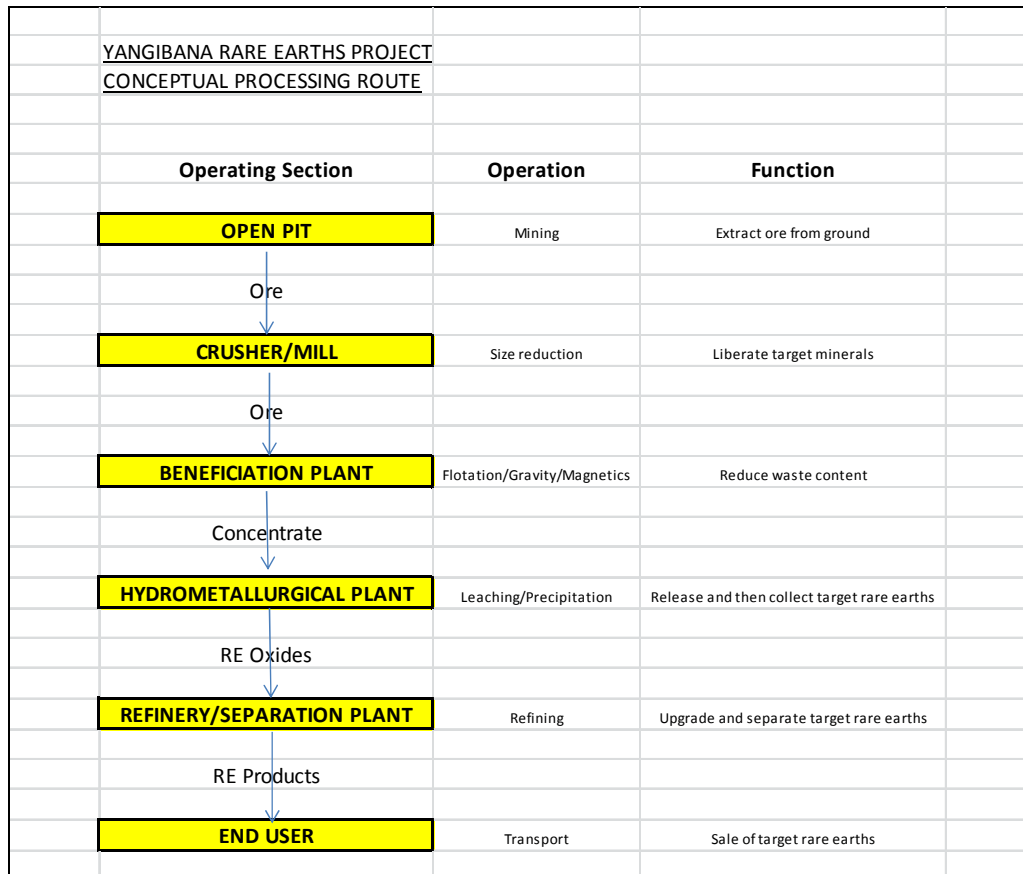 YANGIBANA RARE EARTHS PROJECT
CONCEPTUAL PROCESSING ROUTE
Operating Section Operation Function
OPEN PIT Mining Extract ore from ground
Ore
CRUSHER/MILL Size reduction Liberate target minerals
Ore
BENEFICIATION PLANT Flotation/Gravity/Magnetics Reduce waste content
Concentrate
HYDROMETALLURGICAL PLANT Leaching/Precipitation Release and then collect target rare earths
RE Oxides
REFINERY/SEPARATION PLANT Refining Upgrade and separate target rare earths
RE Products
END USER Transport Sale of target rare earths